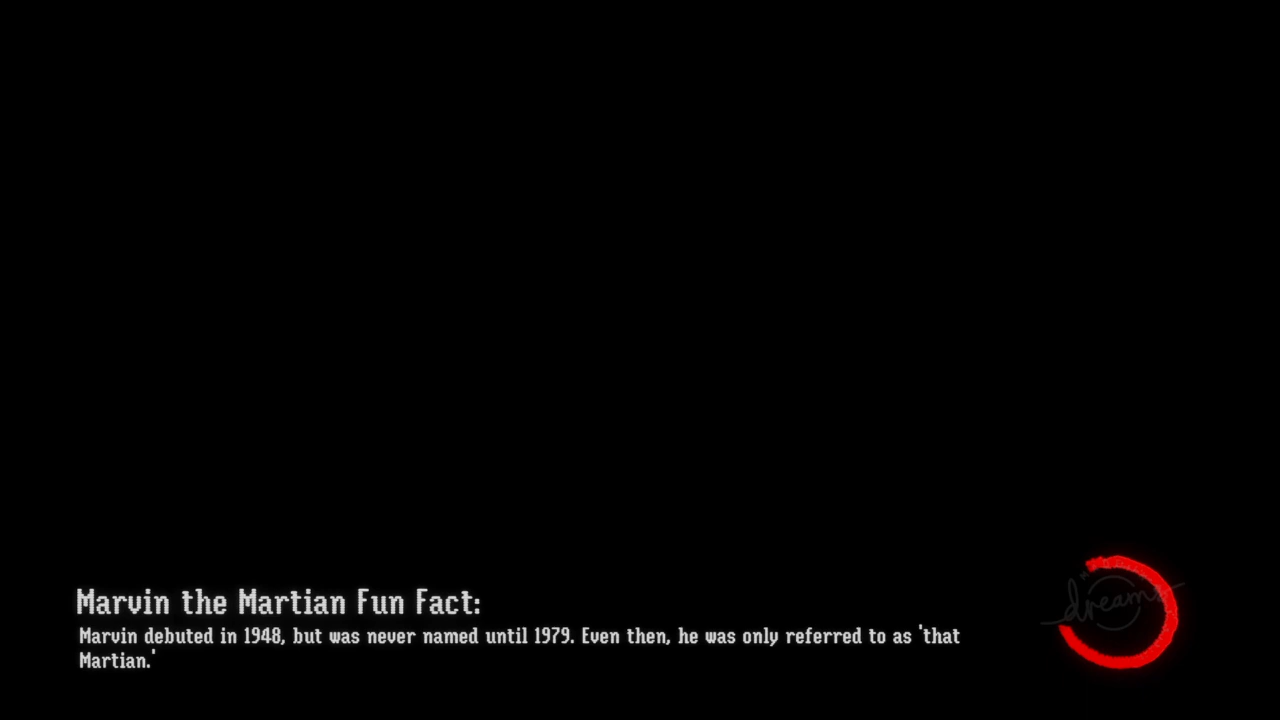 Marvin the Martian Fun Fact:
Marvin debuted in 1948, but was never named until 1979. Even then, he was only referred to as 'that
Martian.'
dreams